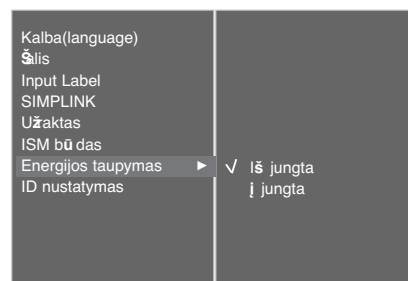 Kalba(language)
Šalis
Input Label
SIMPLINK
Užraktas
ISM būdas
Energijos taupymas ►
ID nustatymas
√ Išjungta
įjungta